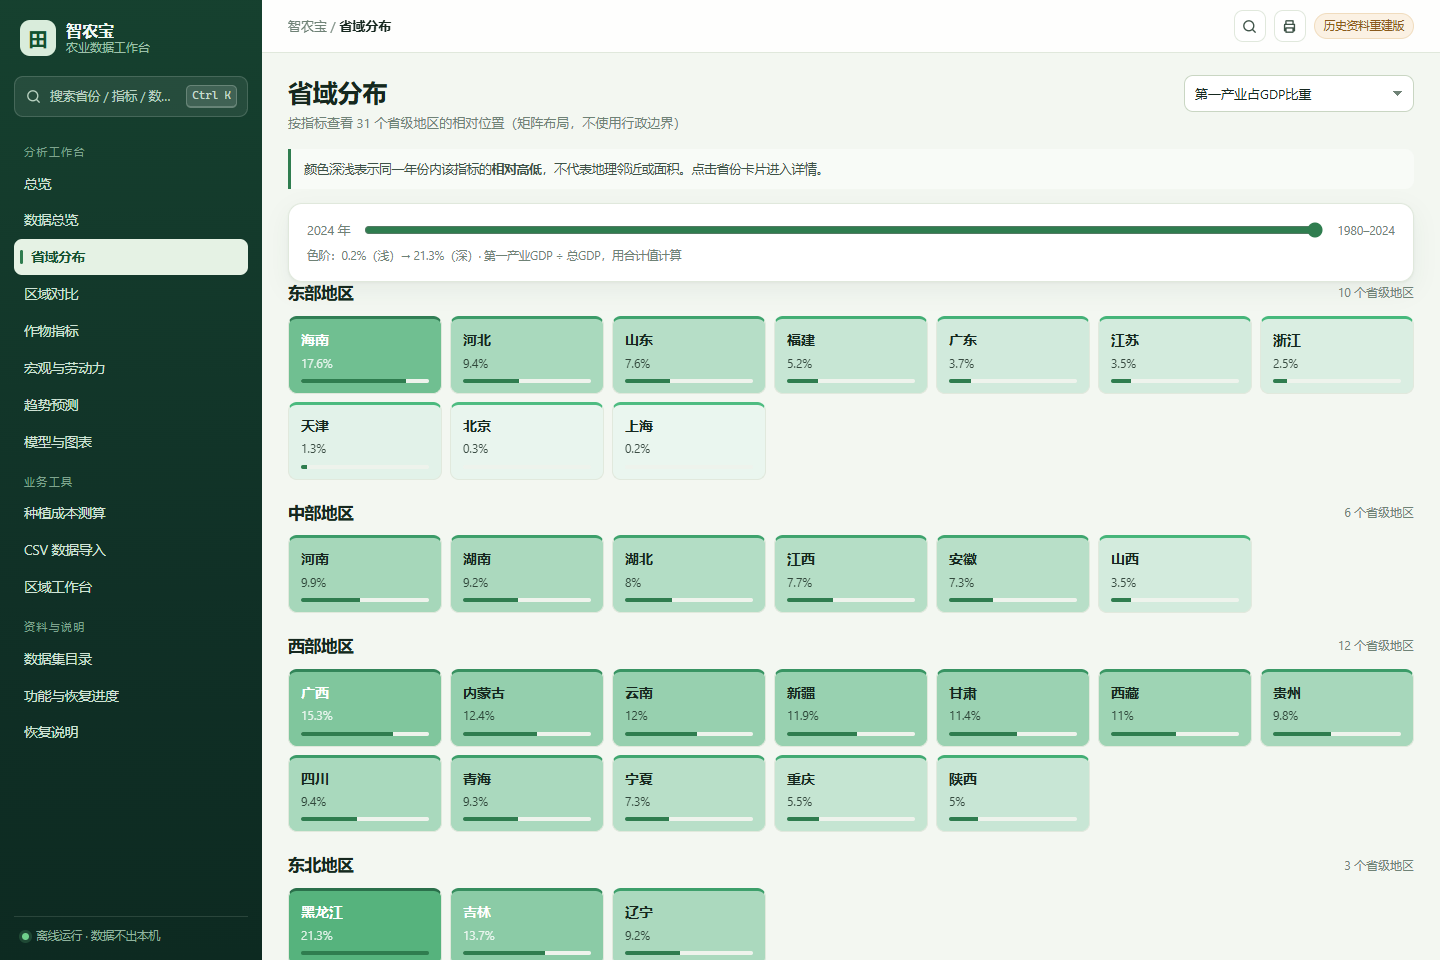 田
智农宝
农业数据工作台
搜索省份 / 指标 / 数... Ctrl K
分析工作台
总览
数据总览
省域分布
区域对比
作物指标
宏观与劳动力
趋势预测
模型与图表
业务工具
种植成本测算
CSV 数据导入
区域工作台
资料与说明
数据集目录
功能与恢复进度
恢复说明
离线运行 · 数据不出本机
智农宝 / 省域分布
历史资料重建版
省域分布
第一产业占GDP比重
按指标查看 31 个省级地区的相对位置（矩阵布局，不使用行政边界）
颜色深浅表示同一年份内该指标的相对高低，不代表地理邻近或面积。点击省份卡片进入详情。
2024 年 1980–2024
色阶：0.2%（浅）→ 21.3%（深）· 第一产业GDP ÷ 总GDP，用合计值计算
东部地区 10 个省级地区
海南 河北 山东 福建 广东 江苏 浙江
17.6% 9.4% 7.6% 5.2% 3.7% 3.5% 2.5%
天津 北京 上海
1.3% 0.3% 0.2%
中部地区 6 个省级地区
河南 湖南 湖北 江西 安徽 山西
9.9% 9.2% 8% 7.7% 7.3% 3.5%
西部地区 12 个省级地区
广西 内蒙古 云南 新疆 甘肃 西藏 贵州
15.3% 12.4% 12% 11.9% 11.4% 11% 9.8%
四川 青海 宁夏 重庆 陕西
9.4% 9.3% 7.3% 5.5% 5%
东北地区 3 个省级地区
黑龙江 吉林 辽宁
21.3% 13.7% 9.2%